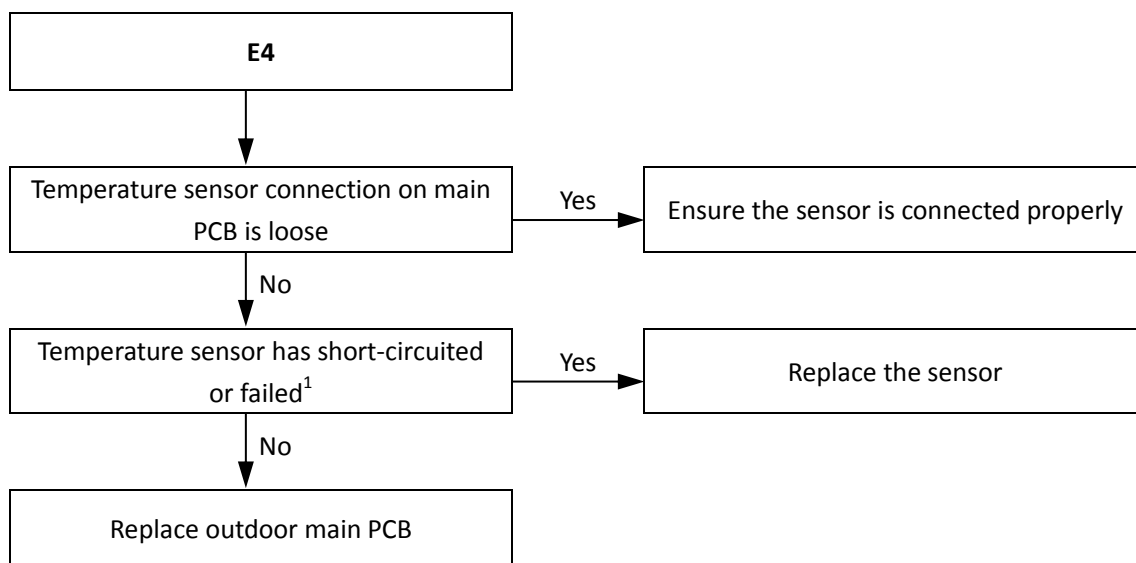 E4
Temperature sensor connection on main
PCB is loose
Yes
Ensure the sensor is connected properly
No
Temperature sensor has short-circuited
or failed¹
Yes
Replace the sensor
No
Replace outdoor main PCB